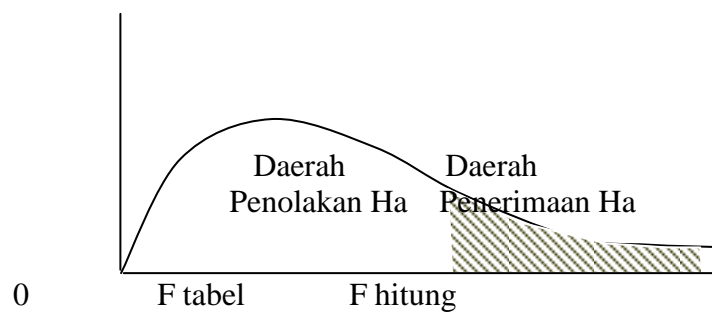 Daerah Daerah
Penolakan Ha Penerimaan Ha
0 F tabel F hitung